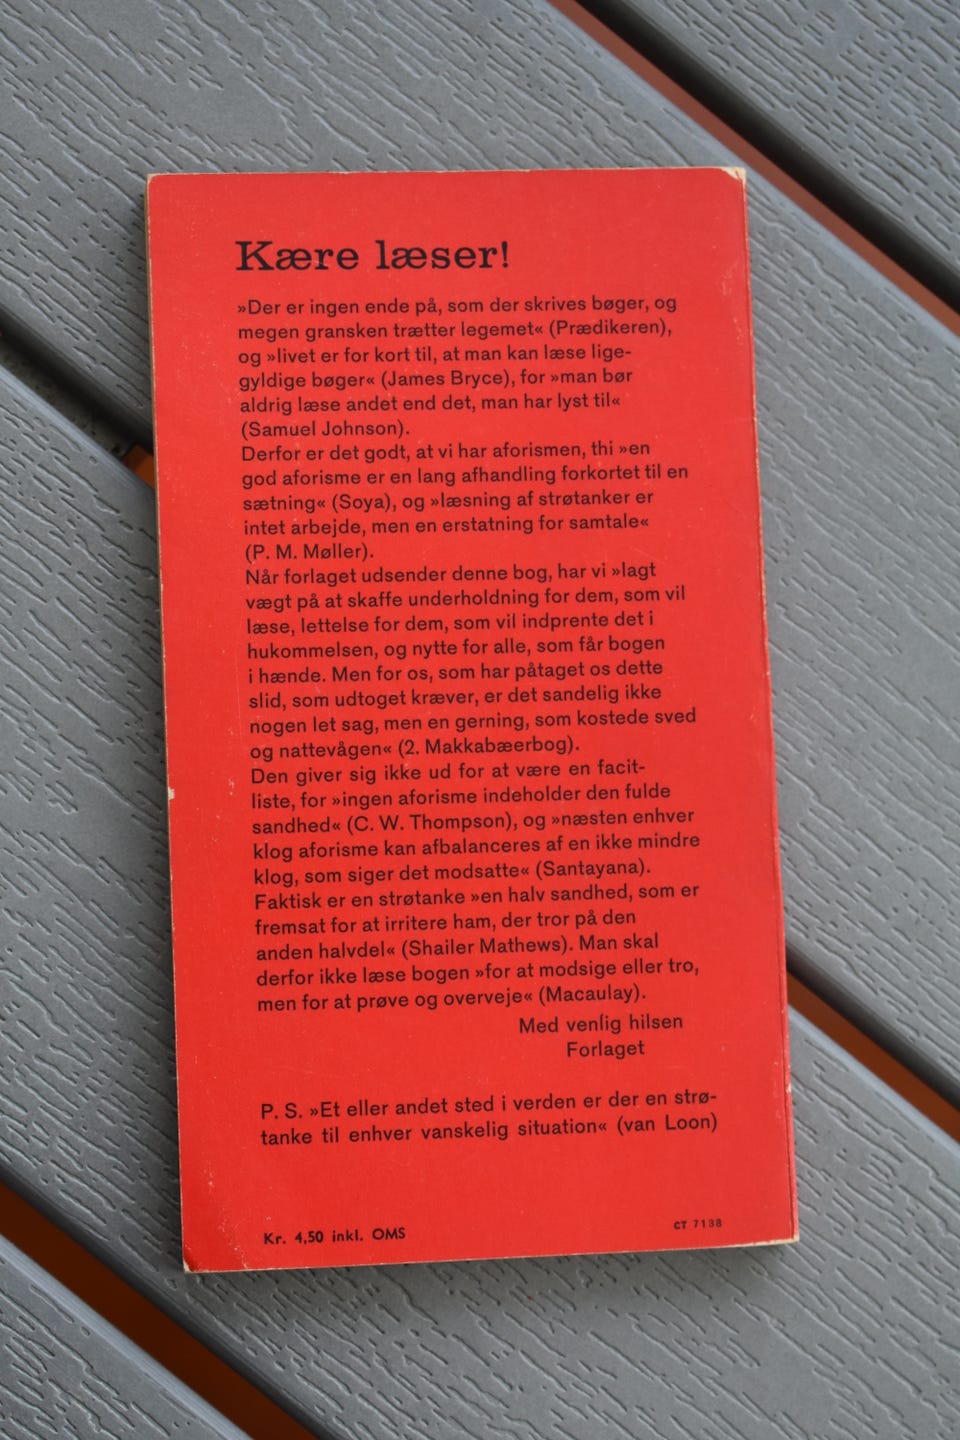 Kære læser!
»Der er ingen ende på, som der skrives bøger, og
megen gransken trætter legemet« (Prædikeren),
og »livet er for kort til, at man kan læse lige-
gyldige bøger« (James Bryce), for »man bør
aldrig læse andet end det, man har lyst til«
(Samuel Johnson).
Derfor er det godt, at vi har aforismen, thi »en
god aforisme er en lang afhandling forkortet til en
sætning« (Soya), og »læsning af strøtanker er
intet arbejde, men en erstatning for samtale«
(P. M. Møller).
Når forlaget udsender denne bog, har vi »lagt
vægt på at skaffe underholdning for dem, som vil
læse, lettelse for dem, som vil indprente det i
hukommelsen, og nytte for alle, som får bogen
i hænde. Men for os, som har påtaget os dette
slid, som udtoget kræver, er det sandelig ikke
nogen let sag, men en gerning, som kostede sved
og nattevågen« (2. Makkabæerbog).
Den giver sig ikke ud for at være en facit-
liste, for »ingen aforisme indeholder den fulde
sandhed« (C. W. Thompson), og »næsten enhver
klog aforisme kan afbalanceres af en ikke mindre
klog, som siger det modsatte« (Santayana).
Faktisk er en strøtanke »en halv sandhed, som er
fremsat for at irritere ham, der tror på den
anden halvdel« (Shailer Mathews). Man skal
derfor ikke læse bogen »for at modsige eller tro,
men for at prøve og overveje« (Macaulay).
Med venlig hilsen
Forlaget
P. S. »Et eller andet sted i verden er der en strø-
tanke til enhver vanskelig situation« (van Loon)
Kr. 4,50 inkl. OMS
CT 7138